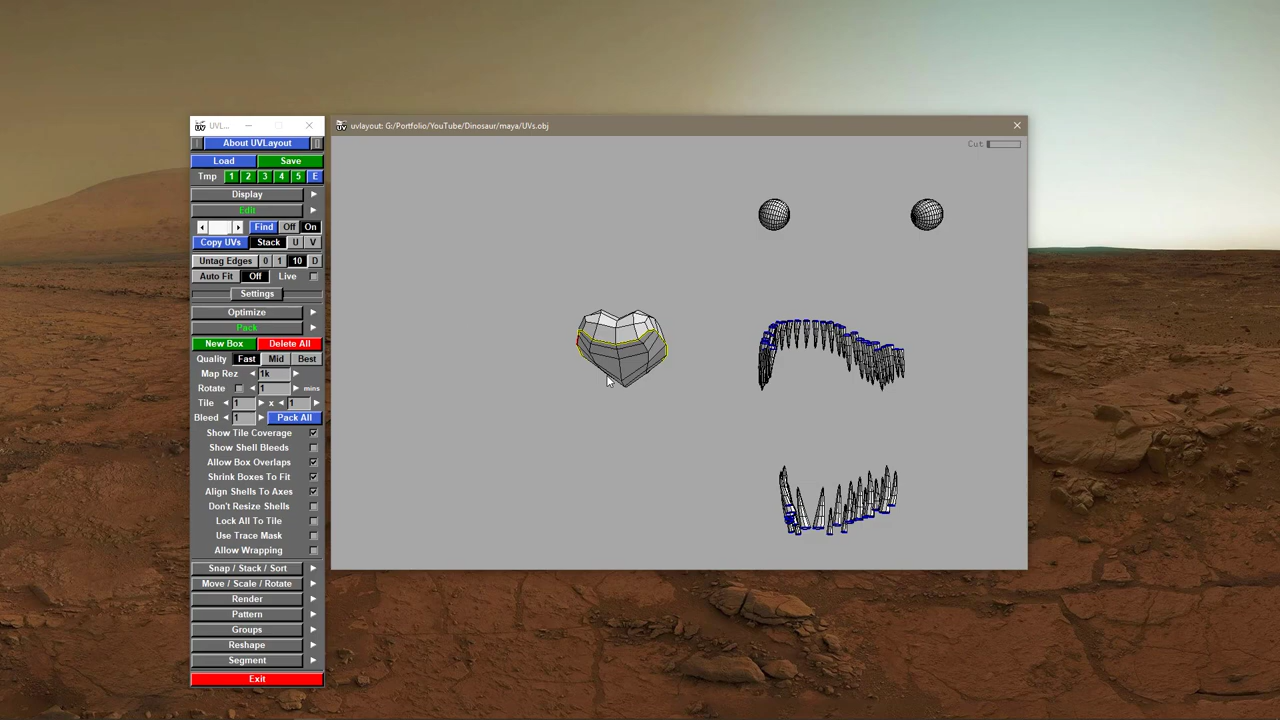 UVL...
About UVLayout
Load Save
Tmp 1 2 3 4 5 E
Display
Edit
Find Off On
Copy UVs Stack U V
Untag Edges 0 1 10 D
Auto Fit Off Live
Settings
Optimize
Pack
New Box Delete All
Quality Fast Mid Best
Map Rez 1k
Rotate 1 mins
Tile 1 x 1
Bleed 1 Pack All
Show Tile Coverage
Show Shell Bleeds
Allow Box Overlaps
Shrink Boxes To Fit
Align Shells To Axes
Don't Resize Shells
Lock All To Tile
Use Trace Mask
Allow Wrapping
Snap / Stack / Sort
Move / Scale / Rotate
Render
Pattern
Groups
Reshape
Segment
Exit
uvlayout: G:/Portfolio/YouTube/Dinosaur/maya/UVs.obj
Cut